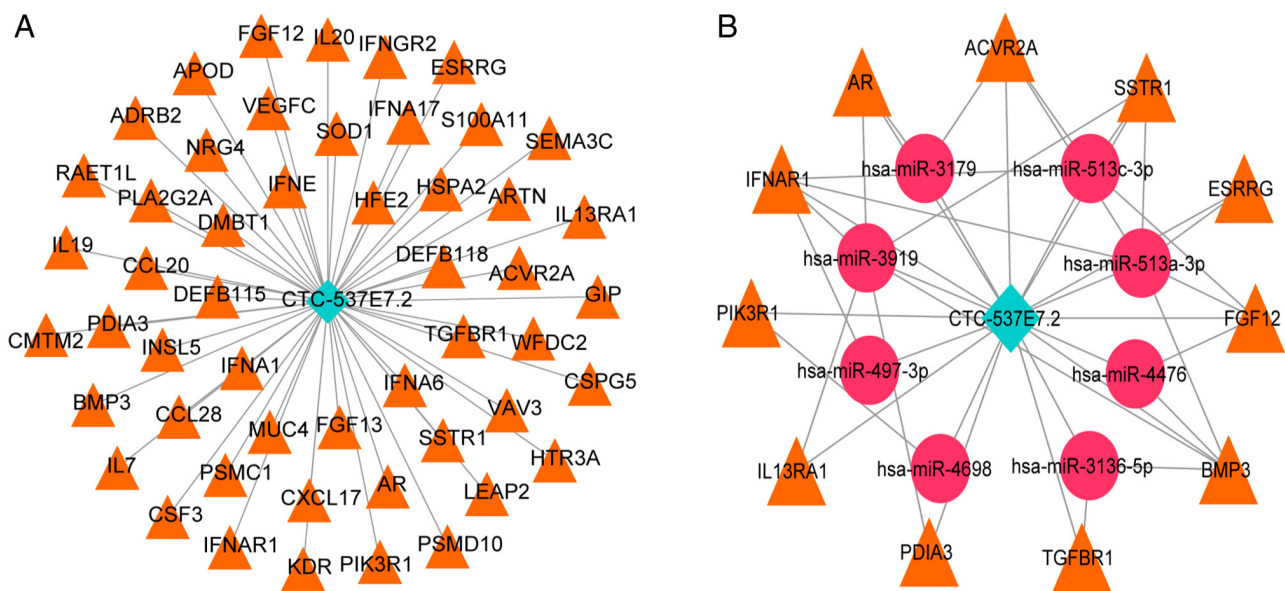 A
FGF12
IL20
IFNGR2
ESRRG
APOD
ADRB2
VEGFC
SOD1
IFNA17
S100A11
SEMA3C
NRG4
RAET1L
PLA2G2A
IFNE
HFE2
HSPA2
ARTN
IL13RA1
DMBT1
IL19
CCL20
DEFB118
ACVR2A
DEFB115
CTC-537E7.2
GIP
CMTM2
PDIA3
INSL5
TGFBR1
WFDC2
IFNA1
IFNA6
CSPG5
BMP3
CCL28
MUC4
FGF13
VAV3
SSTR1
IL7
PSMC1
HTR3A
CXCL17
AR
LEAP2
CSF3
IFNAR1
KDR
PIK3R1
PSMD10
B
ACVR2A
AR
SSTR1
hsa-miR-3179
hsa-miR-513c-3p
IFNAR1
ESRRG
hsa-miR-3919
hsa-miR-513a-3p
PIK3R1
CTC-537E7.2
FGF12
hsa-miR-497-3p
hsa-miR-4476
IL13RA1
hsa-miR-4698
hsa-miR-3136-5p
BMP3
PDIA3
TGFBR1